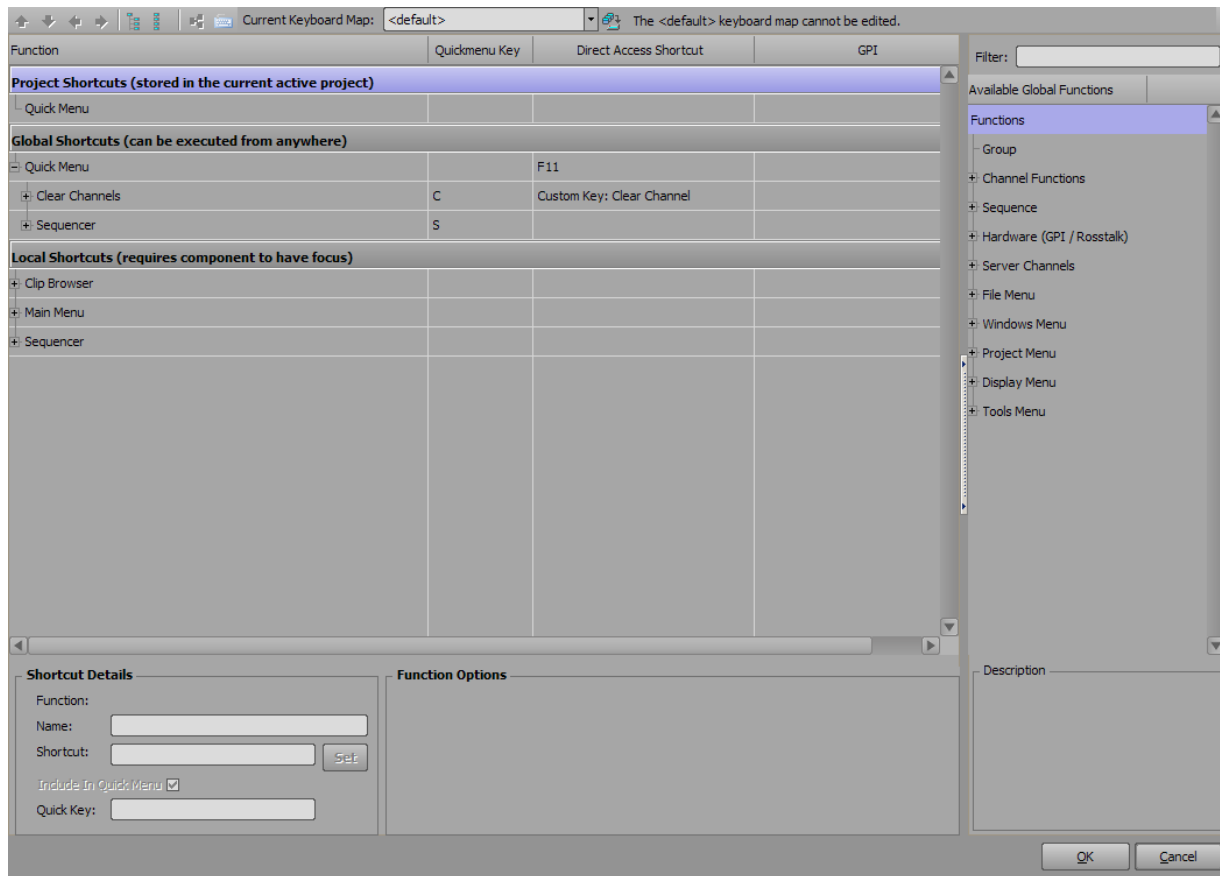 Current Keyboard Map: <default> The <default> keyboard map cannot be edited.
Function Quickmenu Key Direct Access Shortcut GPI
Project Shortcuts (stored in the current active project)
Quick Menu
Global Shortcuts (can be executed from anywhere)
Quick Menu F11
Clear Channels C Custom Key: Clear Channel
Sequencer S
Local Shortcuts (requires component to have focus)
Clip Browser
Main Menu
Sequencer
Filter:
Available Global Functions
Functions
Group
Channel Functions
Sequence
Hardware (GPI / Rosstalk)
Server Channels
File Menu
Windows Menu
Project Menu
Display Menu
Tools Menu
Shortcut Details
Function:
Name:
Shortcut: Set
Include In Quick Menu
Quick Key:
Function Options
Description
OK Cancel